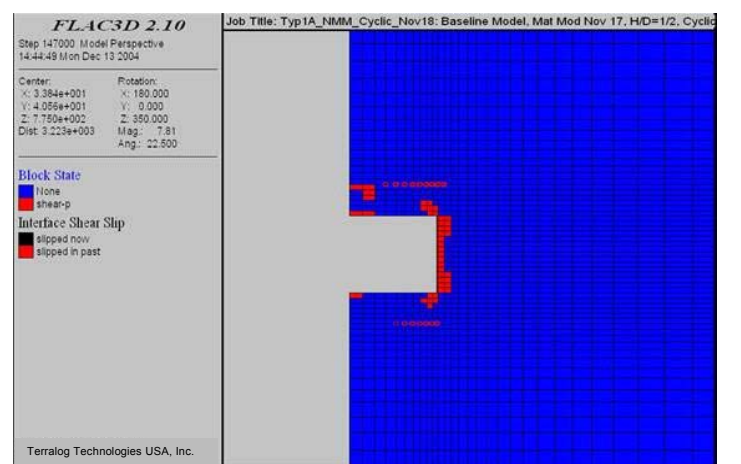 FLAC3D 2.10
Step 147000 Model Perspective
14:44:49 Mon Dec 13 2004
Center:
X: 3.384e+001
Y: 4.056e+001
Z: 7.750e+002
Dist: 3.223e+003
Rotation:
X: 180.000
Y: 0.000
Z: 350.000
Mag.: 7.81
Ang.: 22.500
Block State
None
shear-p
Interface Shear Slip
slipped now
slipped in past
Terralog Technologies USA, Inc.
Job Title: Typ1A_NMM_Cyclic_Nov18: Baseline Model, Mat Mod Nov 17, H/D=1/2, Cyclic